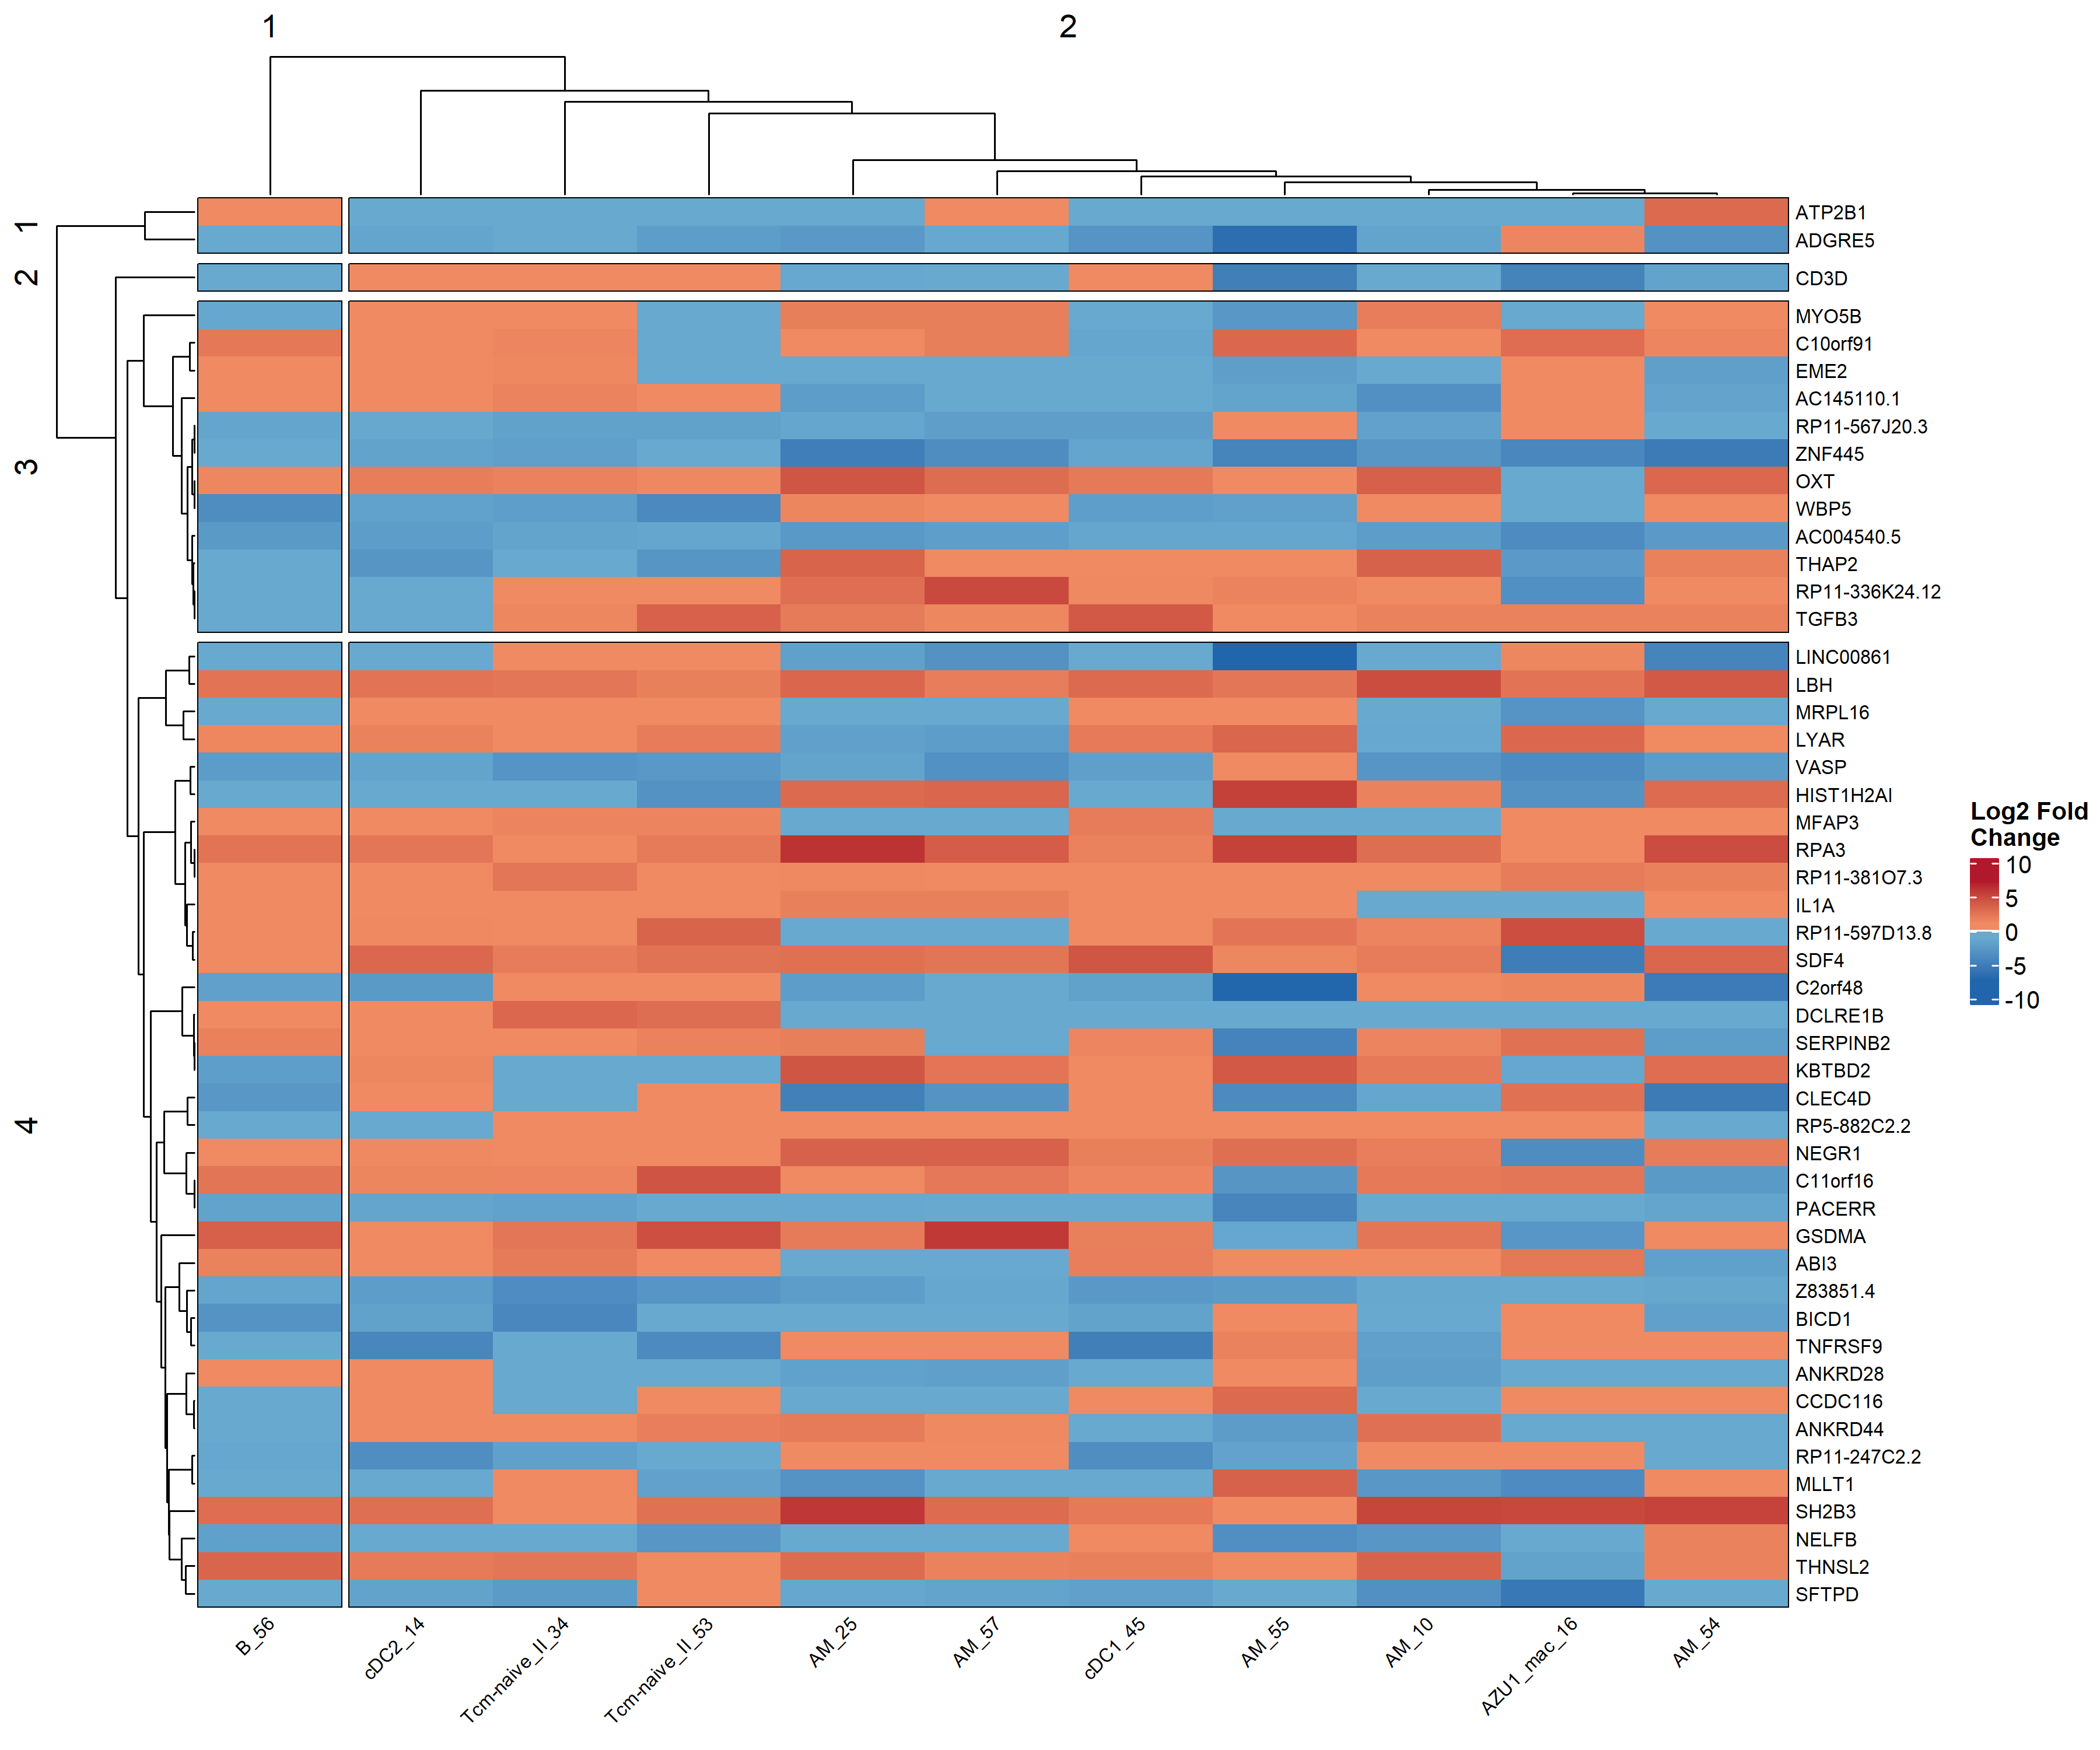 1
2
1
2
3
4
ATP2B1
ADGRE5
CD3D
MYO5B
C10orf91
EME2
AC145110.1
RP11-567J20.3
ZNF445
OXT
WBP5
AC004540.5
THAP2
RP11-336K24.12
TGFB3
LINC00861
LBH
MRPL16
LYAR
VASP
HIST1H2AI
MFAP3
RPA3
RP11-381O7.3
IL1A
RP11-597D13.8
SDF4
C2orf48
DCLRE1B
SERPINB2
KBTBD2
CLEC4D
RP5-882C2.2
NEGR1
C11orf16
PACERR
GSDMA
ABI3
Z83851.4
BICD1
TNFRSF9
ANKRD28
CCDC116
ANKRD44
RP11-247C2.2
MLLT1
SH2B3
NELFB
THNSL2
SFTPD
B_56
cDC2_14
Tcm-naive_II_34
Tcm-naive_II_53
AM_25
AM_57
cDC1_45
AM_55
AM_10
AZU1_mac_16
AM_54
Log2 Fold
Change
10
5
0
-5
-10